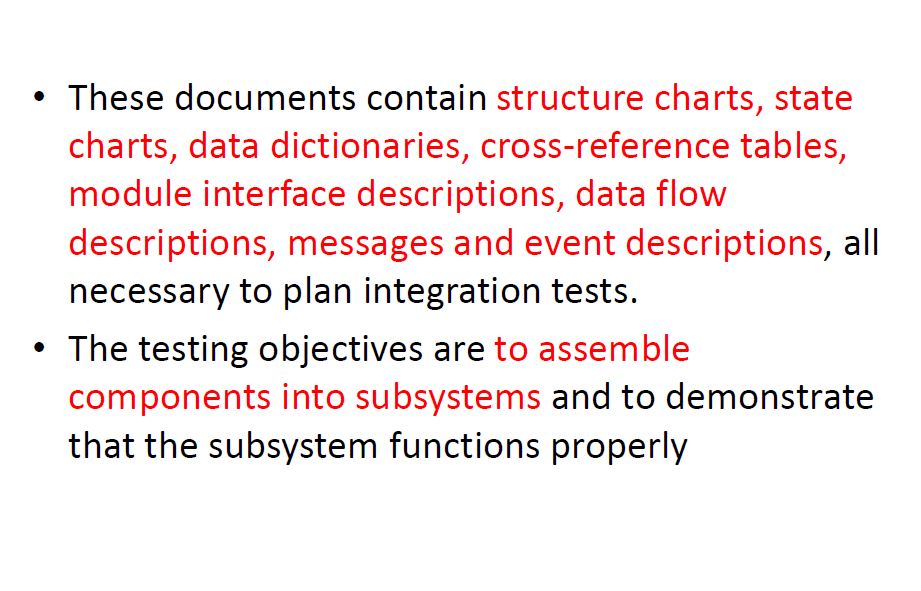 • These documents contain structure charts, state
charts, data dictionaries, cross-reference tables,
module interface descriptions, data flow
descriptions, messages and event descriptions, all
necessary to plan integration tests.
• The testing objectives are to assemble
components into subsystems and to demonstrate
that the subsystem functions properly